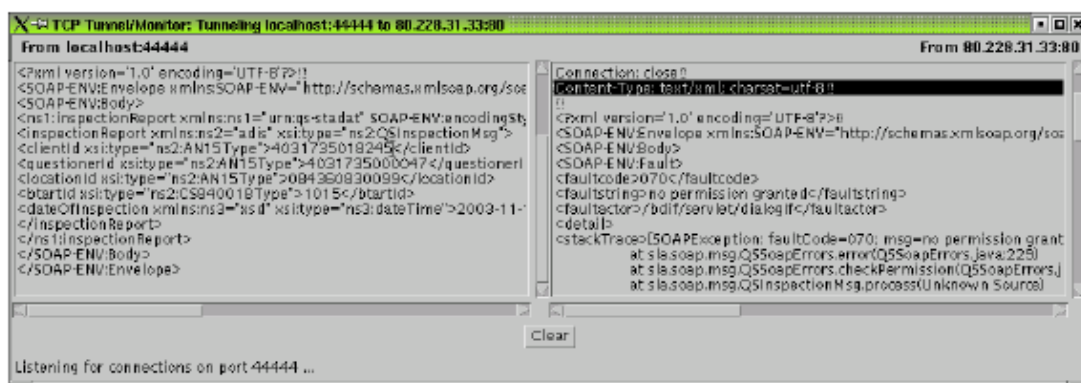 TCP Tunnel/Monitor: Tunneling localhost:44444 to 80.228.31.33:80
From localhost:44444
<?xml version='1.0' encoding='UTF-8'?>
<SOAP-ENV:Envelope xmlns:SOAP-ENV="http://schemas.xmlsoap.org/soa
<SOAP-ENV:Body>
<ns1:inspectionReport xmlns:ns1="urn:qs-stadat" SOAP-ENV:encodingSty
<inspectionReport xmlns:ns2="adis" xsi:type="ns2:QSInspectionMsg">
<clientId xsi:type="ns2:AN15Type">4031735018245</clientId>
<questionerId xsi:type="ns2:AN15Type">4031735000047</questionerI
<locationId xsi:type="ns2:AN15Type">084360830099</locationId>
<btartId xsi:type="ns2:CS840018Type">1015</btartId>
<dateOfInspection xmlns:ns3="xsd" xsi:type="ns3:dateTime">2003-11-
</inspectionReport>
</ns1:inspectionReport>
</SOAP-ENV:Body>
</SOAP-ENV:Envelope>
From 80.228.31.33:80
Connection: close
Content-Type: text/xml; charset=utf-8
<?xml version='1.0' encoding='UTF-8'?>
<SOAP-ENV:Envelope xmlns:SOAP-ENV="http://schemas.xmlsoap.org/soa
<SOAP-ENV:Body>
<SOAP-ENV:Fault>
<faultcode>070</faultcode>
<faultstring>no permission granted</faultstring>
<faultactor>/bdif/servlet/dialogif</faultactor>
<detail>
<stackTrace>[SOAPException: faultCode=070; msg=no permission grant
at sla.soap.msg.QSSoapErrors.error(QSSoapErrors.java:229)
at sla.soap.msg.QSSoapErrors.checkPermission(QSSoapErrors.j
at sla.soap.msg.QSInspectionMsg.process(Unknown Source)
Clear
Listening for connections on port 44444 ...